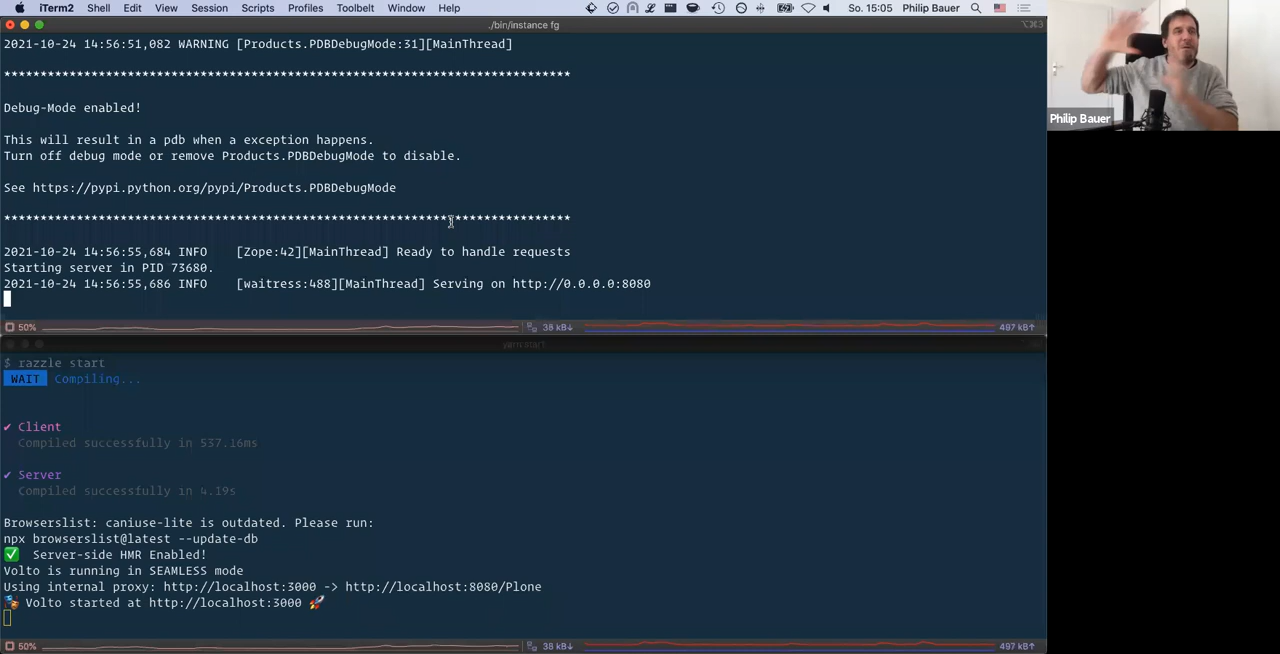 iTerm2 Shell Edit View Session Scripts Profiles Toolbelt Window Help So. 15:05 Philip Bauer
./bin/instance fg ⌥⌘3
2021-10-24 14:56:51,082 WARNING [Products.PDBDebugMode:31][MainThread]
******************************************************************************
Debug-Mode enabled!
This will result in a pdb when a exception happens.
Turn off debug mode or remove Products.PDBDebugMode to disable.
See https://pypi.python.org/pypi/Products.PDBDebugMode
******************************************************************************
2021-10-24 14:56:55,684 INFO [Zope:42][MainThread] Ready to handle requests
Starting server in PID 73680.
2021-10-24 14:56:55,686 INFO [waitress:488][MainThread] Serving on http://0.0.0.0:8080
50% 38 kB↓ 497 kB↑
yarn start
$ razzle start
WAIT Compiling...
✔ Client
Compiled successfully in 537.16ms
✔ Server
Compiled successfully in 4.19s
Browserslist: caniuse-lite is outdated. Please run:
npx browserslist@latest --update-db
✅ Server-side HMR Enabled!
Volto is running in SEAMLESS mode
Using internal proxy: http://localhost:3000 -> http://localhost:8080/Plone
🎭 Volto started at http://localhost:3000 🚀
50% 38 kB↓ 497 kB↑
Philip Bauer